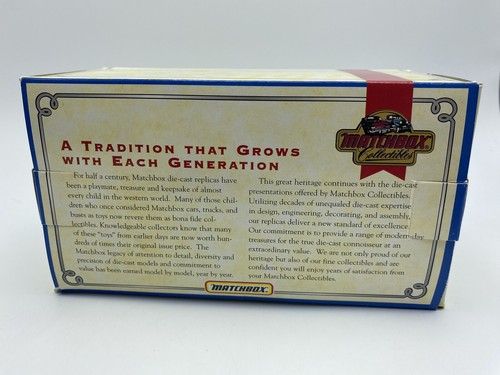 MATCHBOX
Collectibles
A TRADITION THAT GROWS
WITH EACH GENERATION
For half a century, Matchbox die-cast replicas have
been a playmate, treasure and keepsake of almost
every child in the western world. Many of those chil-
dren who once collected Matchbox cars, trucks, and
buses as toys now revere them as bona fide col-
lectibles. Knowledgeable collectors know that many
of these "toys" from earlier days are now worth hun-
dreds of times their original issue price. The
Matchbox legacy of attention to detail, diversity and
precision of die-cast models and commitment to
value has been earned model by model, year by year.
This great heritage continues with the die-cast
presentations offered by Matchbox Collectibles.
Utilizing decades of unequaled die-cast expertise
in design, engineering, decorating, and assembly,
our replicas deliver a new standard of excellence.
Our commitment is to provide a range of modern-day
treasures for the true die-cast connoisseur at an
extraordinary value. We are not only proud of our
heritage but also of our fine collectibles and are
confident you will enjoy years of satisfaction from
your Matchbox Collectibles.
MATCHBOX